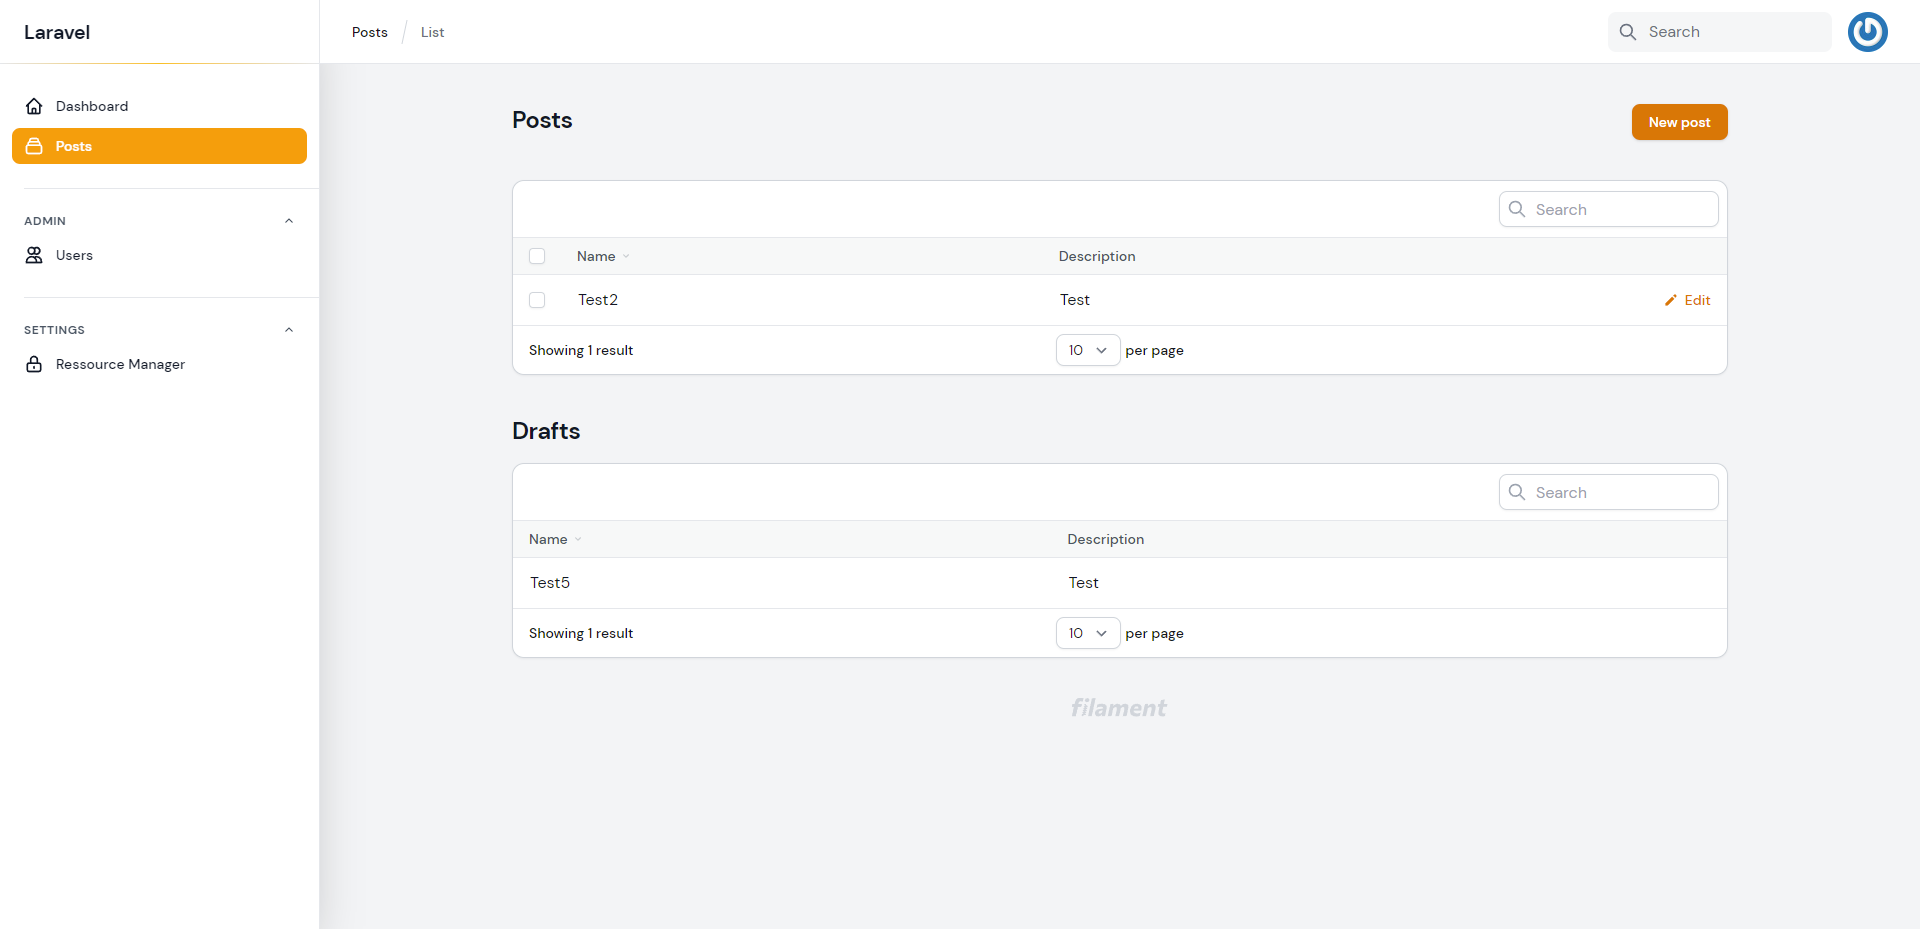 Laravel
Posts / List
Search
Dashboard
Posts
ADMIN
Users
SETTINGS
Ressource Manager
Posts
New post
Search
Name Description
Test2 Test Edit
Showing 1 result 10 per page
Drafts
Search
Name Description
Test5 Test
Showing 1 result 10 per page
filament